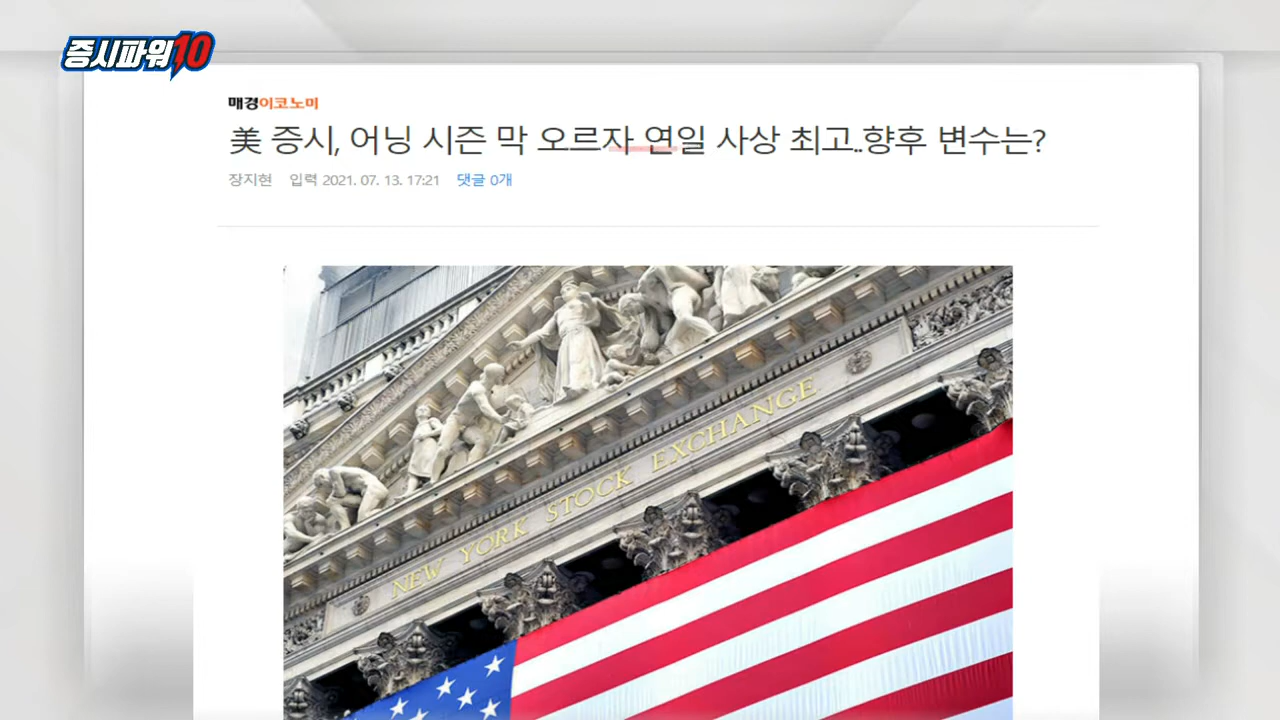 증시파워10
매경이코노미
美 증시, 어닝 시즌 막 오르자 연일 사상 최고..향후 변수는?
장지현 입력 2021. 07. 13. 17:21 댓글 0개
NEW YORK STOCK EXCHANGE